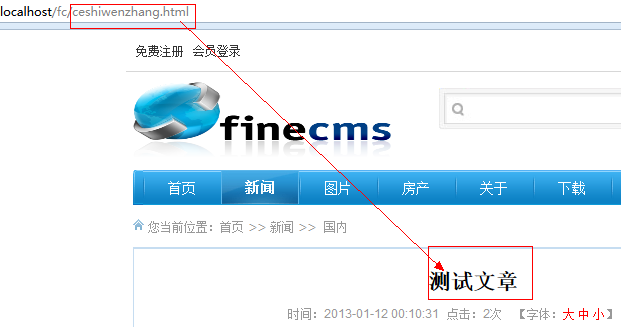 localhost/fc/ceshiwenzhang.html
免费注册 会员登录
finecms
首页 新闻 图片 房产 关于 下载
您当前位置：首页 >> 新闻 >> 国内
测试文章
时间：2013-01-12 00:10:31 点击：2次 【字体：大 中 小】